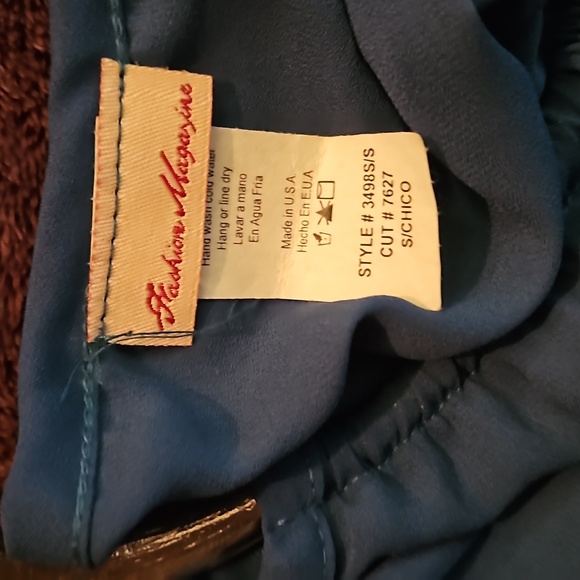 Fashion Magazine
Hand wash cold water
Hang or line dry
Lavar a mano
En Agua Fria
Made in U.S.A.
Hecho En E.U.A
STYLE # 3498S/S
CUT # 7627
S/CHICO